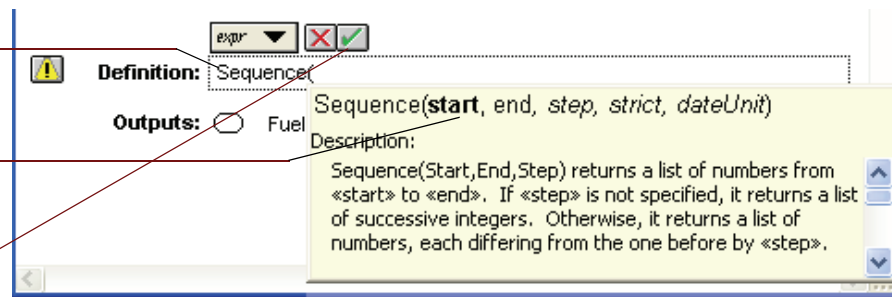 expr
Definition: Sequence(
Sequence(start, end, step, strict, dateUnit)
Outputs: Fuel
Description:
Sequence(Start,End,Step) returns a list of numbers from
«start» to «end».  If «step» is not specified, it returns a list
of successive integers.  Otherwise, it returns a list of
numbers, each differing from the one before by «step».